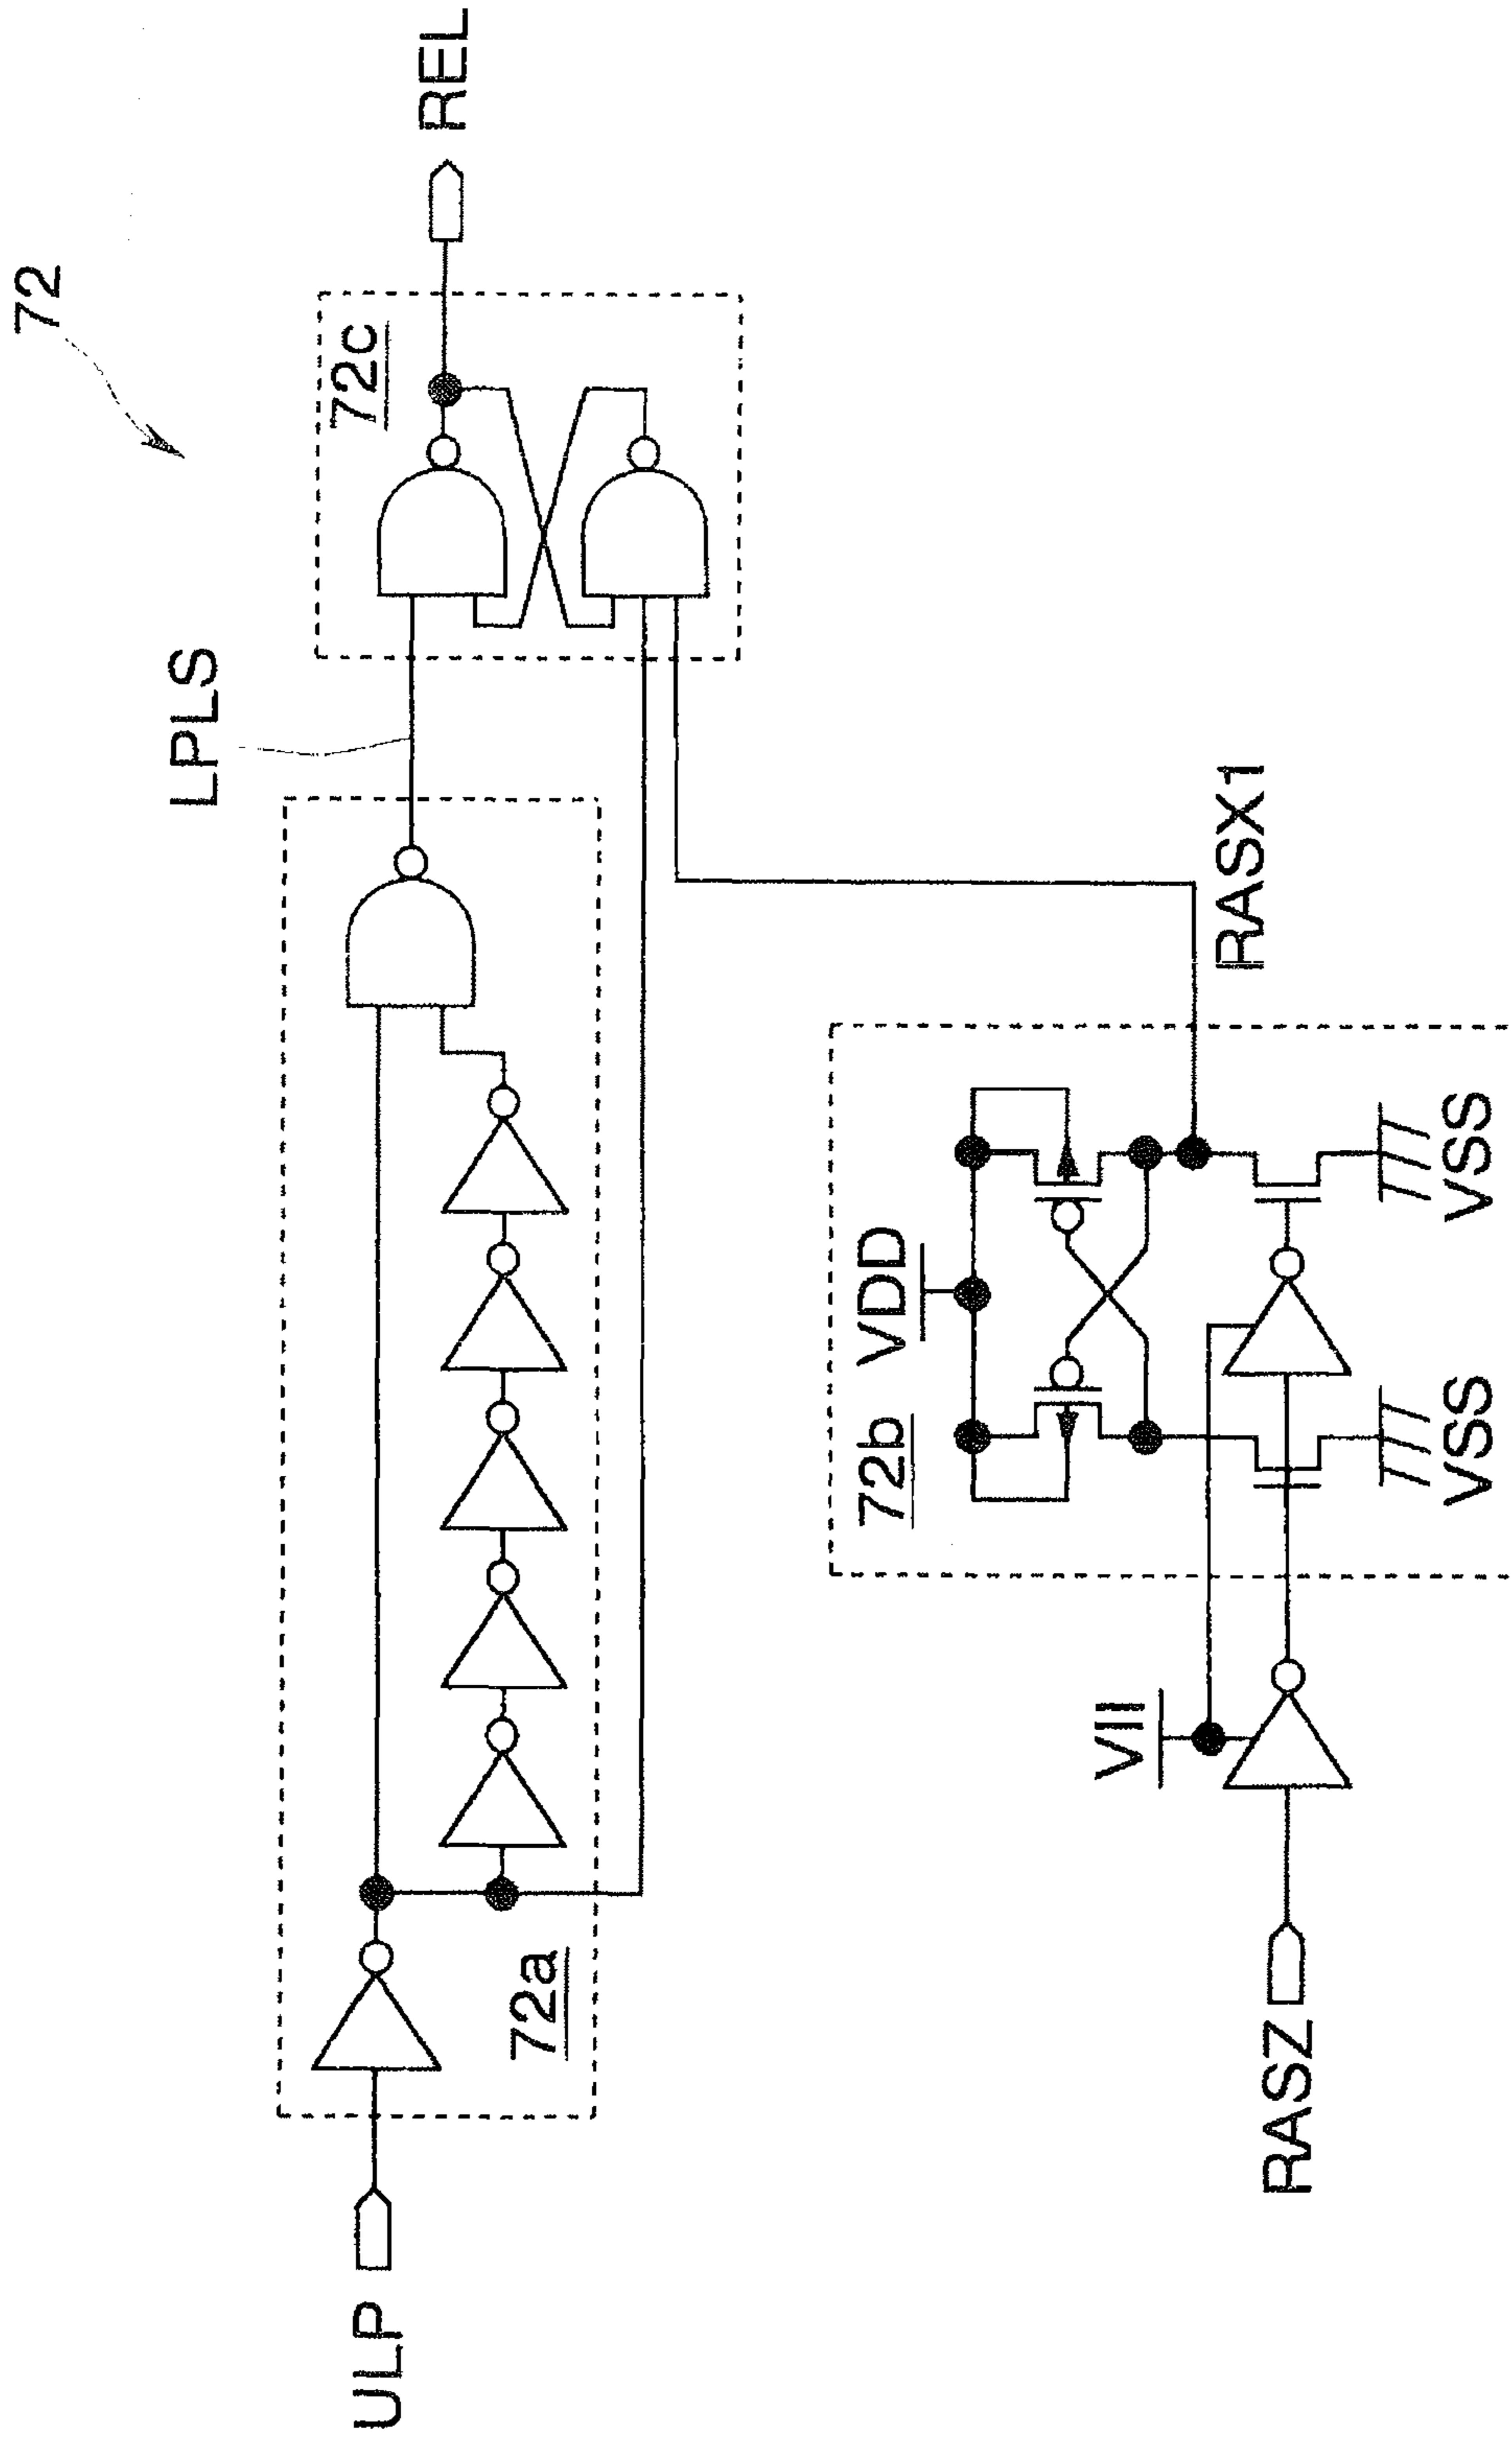 72
ULP
72a
LPLS
72c
REL
72b
VDD
VII
RASZ
VSS
VSS
RASX1